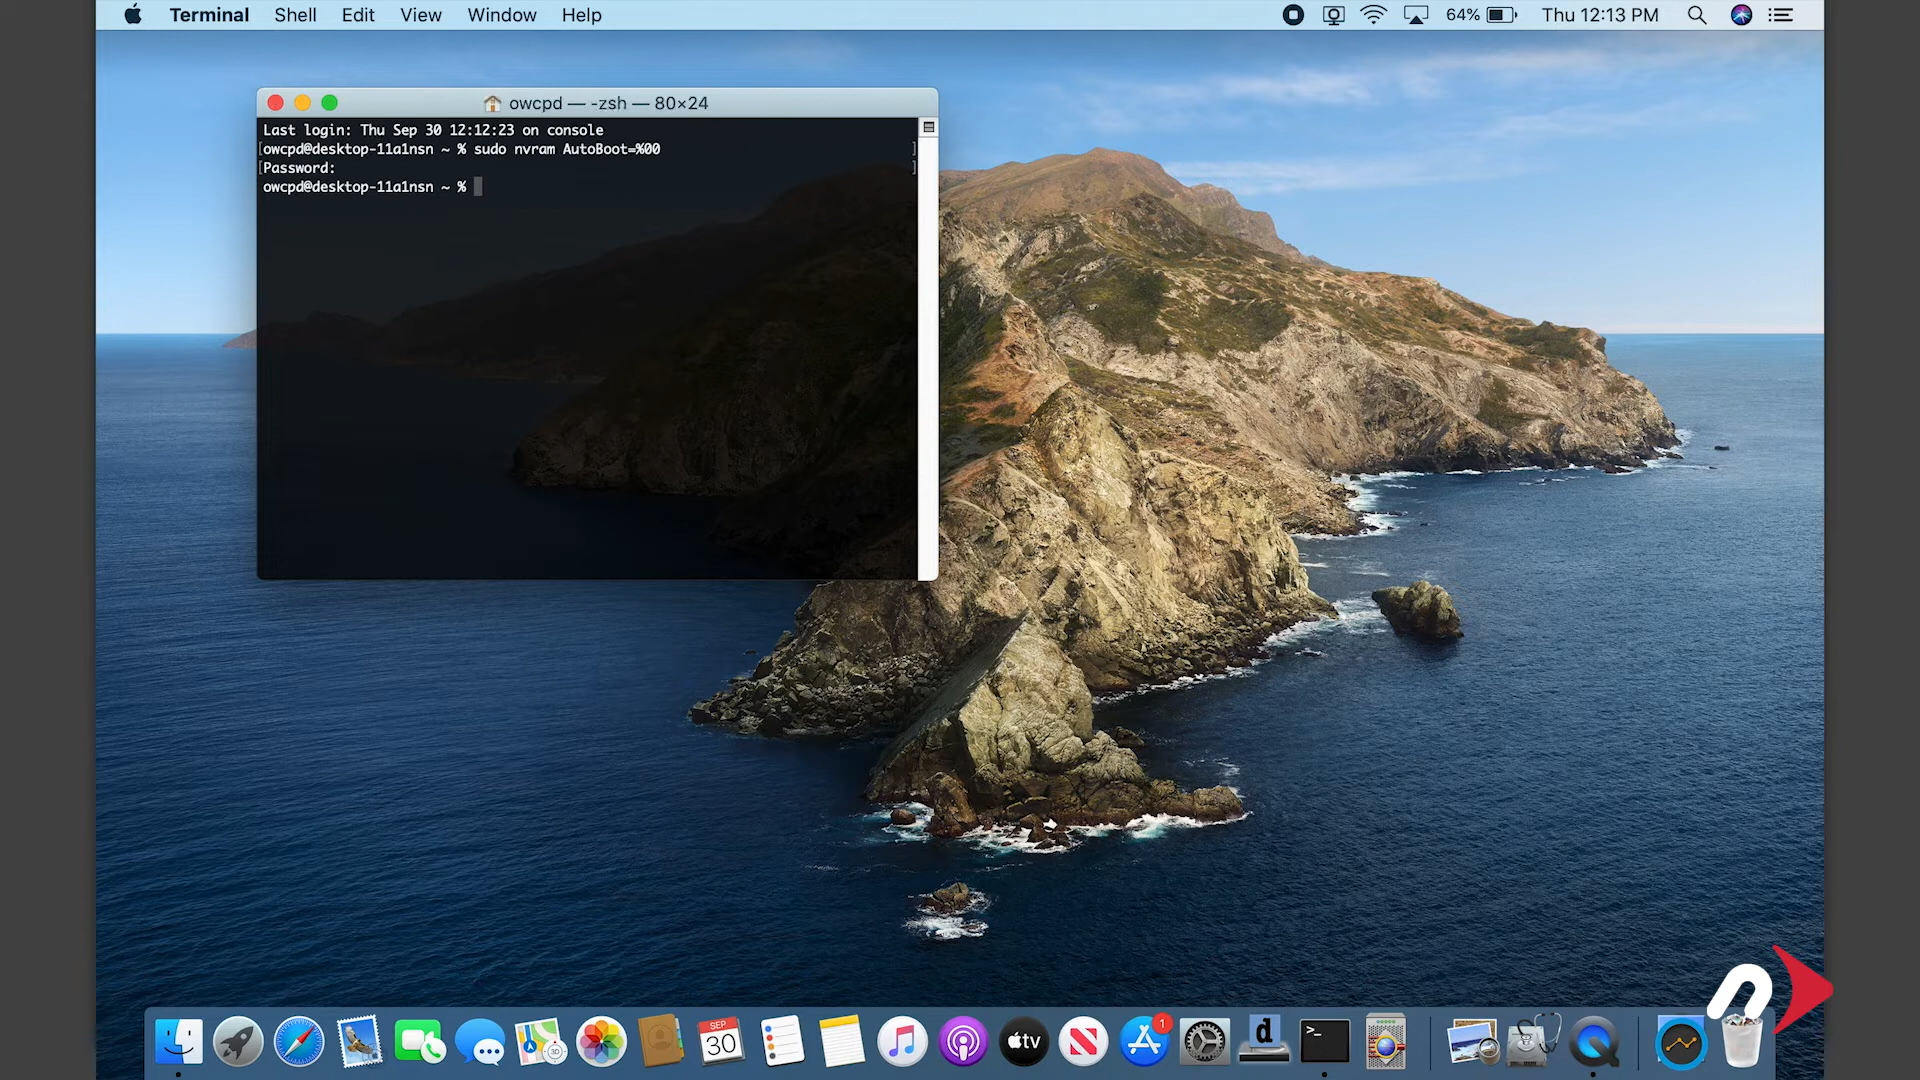 Terminal Shell Edit View Window Help 64% Thu 12:13 PM
owcpd — -zsh — 80×24
Last login: Thu Sep 30 12:12:23 on console
[owcpd@desktop-11a1nsn ~ % sudo nvram AutoBoot=%00 ]
[Password: ]
owcpd@desktop-11a1nsn ~ %
SEP
30
3D
tv
1
d
>_